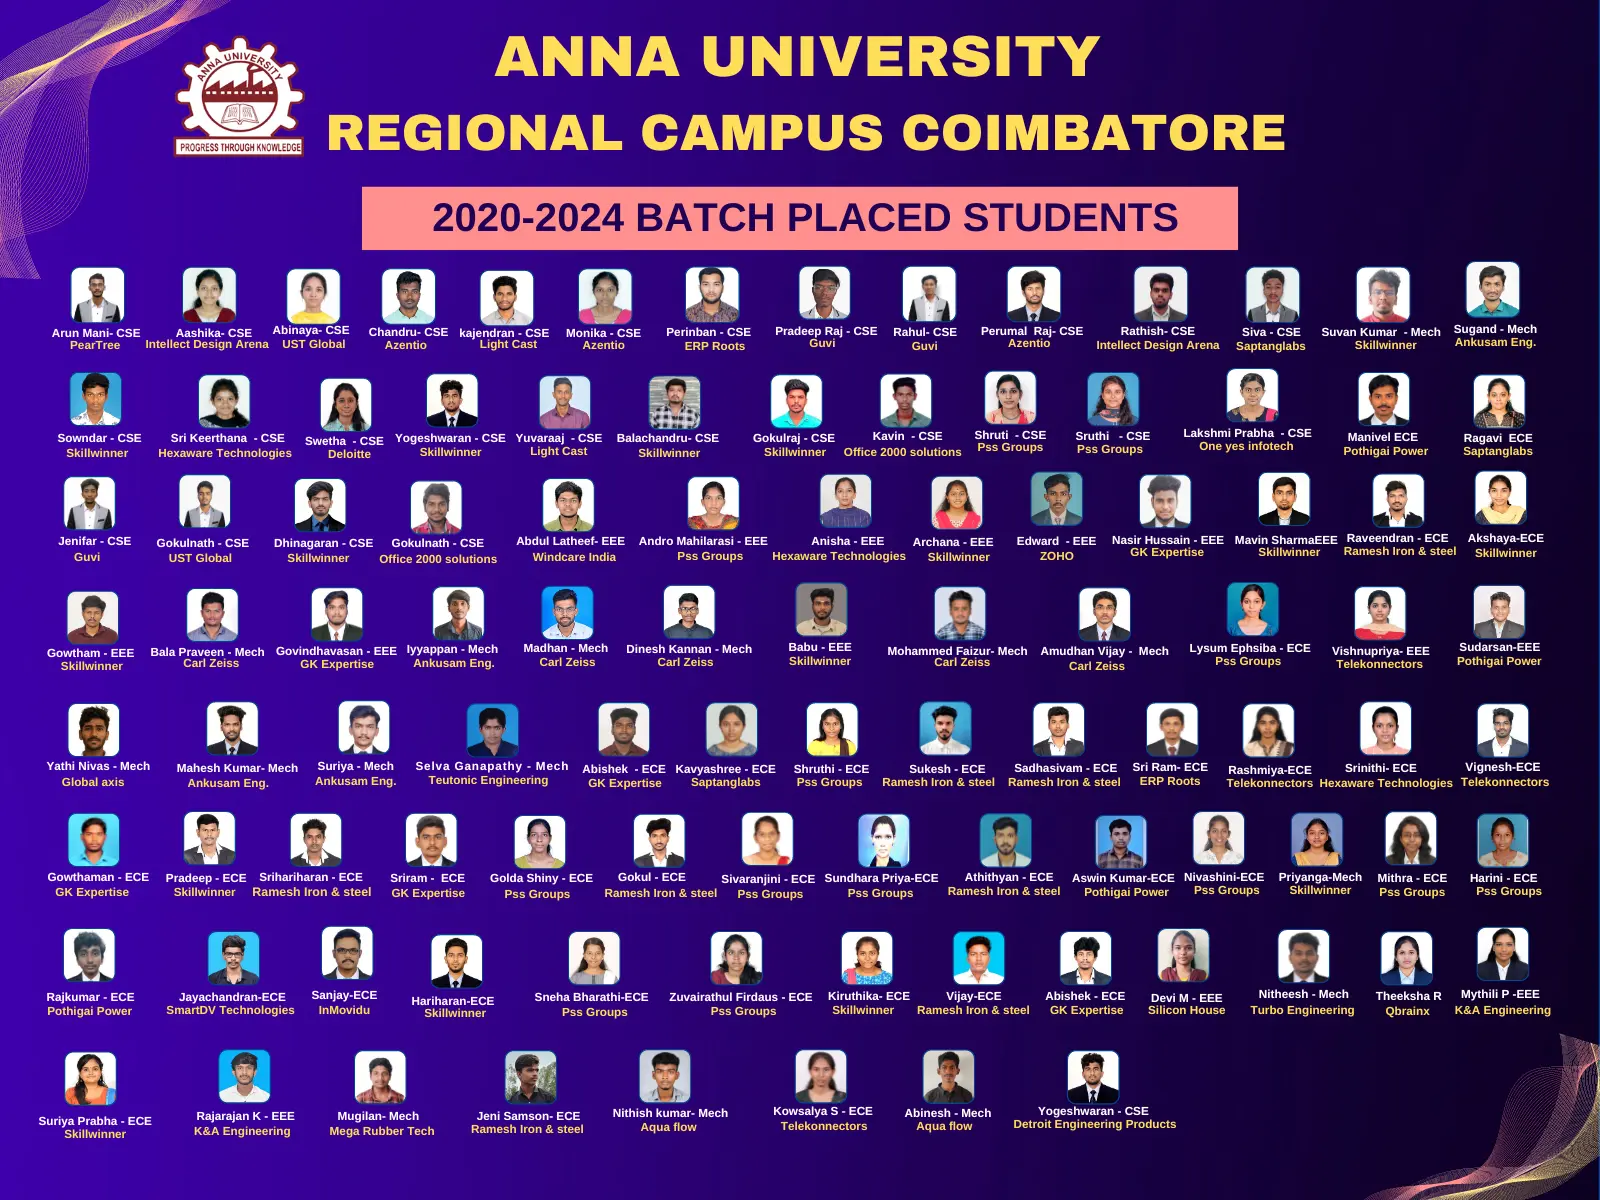 ANNA UNIVERSITY
PROGRESS THROUGH KNOWLEDGE
ANNA UNIVERSITY
REGIONAL CAMPUS COIMBATORE
2020-2024 BATCH PLACED STUDENTS
Arun Mani- CSE
PearTree
Aashika- CSE
Intellect Design Arena
Abinaya- CSE
UST Global
Chandru- CSE
Azentio
kajendran - CSE
Light Cast
Monika - CSE
Azentio
Perinban - CSE
ERP Roots
Pradeep Raj - CSE
Guvi
Rahul- CSE
Guvi
Perumal Raj- CSE
Azentio
Rathish- CSE
Intellect Design Arena
Siva - CSE
Saptanglabs
Suvan Kumar - Mech
Skillwinner
Sugand - Mech
Ankusam Eng.
Sowndar - CSE
Skillwinner
Sri Keerthana - CSE
Hexaware Technologies
Swetha - CSE
Deloitte
Yogeshwaran - CSE
Skillwinner
Yuvaraaj - CSE
Light Cast
Balachandru- CSE
Skillwinner
Gokulraj - CSE
Skillwinner
Kavin - CSE
Office 2000 solutions
Shruti - CSE
Pss Groups
Sruthi - CSE
Pss Groups
Lakshmi Prabha - CSE
One yes infotech
Manivel ECE
Pothigai Power
Ragavi ECE
Saptanglabs
Jenifar - CSE
Guvi
Gokulnath - CSE
UST Global
Dhinagaran - CSE
Skillwinner
Gokulnath - CSE
Office 2000 solutions
Abdul Latheef- EEE
Windcare India
Andro Mahilarasi - EEE
Pss Groups
Anisha - EEE
Hexaware Technologies
Archana - EEE
Skillwinner
Edward - EEE
ZOHO
Nasir Hussain - EEE
GK Expertise
Mavin SharmaEEE
Skillwinner
Raveendran - EEE
Ramesh Iron & steel
Akshaya-ECE
Skillwinner
Gowtham - EEE
Skillwinner
Bala Praveen - Mech
Carl Zeiss
Govindhavasan - EEE
GK Expertise
Iyyappan - Mech
Ankusam Eng.
Madhan - Mech
Carl Zeiss
Dinesh Kannan - Mech
Carl Zeiss
Babu - EEE
Skillwinner
Mohammed Faizur- Mech
Carl Zeiss
Amudhan Vijay - Mech
Carl Zeiss
Lysum Ephsiba - ECE
Pss Groups
Vishnupriya- EEE
Telekonnectors
Sudarsan-EEE
Pothigai Power
Yathi Nivas - Mech
Global axis
Mahesh Kumar- Mech
Ankusam Eng.
Suriya - Mech
Ankusam Eng.
Selva Ganapathy - Mech
Teutonic Engineering
Abishek - ECE
GK Expertise
Kavyashree - ECE
Saptanglabs
Shruthi - ECE
Pss Groups
Sukesh - ECE
Ramesh Iron & steel
Sadhasivam - ECE
Ramesh Iron & steel
Sri Ram- ECE
ERP Roots
Rashmiya-ECE
Telekonnectors
Srinithi- ECE
Hexaware Technologies
Vignesh-ECE
Telekonnectors
Gowthaman - ECE
GK Expertise
Pradeep - ECE
Skillwinner
Srihariharan - ECE
Ramesh Iron & steel
Sriram - ECE
GK Expertise
Golda Shiny - ECE
Pss Groups
Gokul - ECE
Ramesh Iron & steel
Sivaranjini - ECE
Pss Groups
Sundhara Priya-ECE
Pss Groups
Athithyan - ECE
Ramesh Iron & steel
Aswin Kumar-ECE
Pothigai Power
Nivashini-ECE
Pss Groups
Priyanga-Mech
Skillwinner
Mithra - ECE
Pss Groups
Harini - ECE
Pss Groups
Rajkumar - ECE
Pothigai Power
Jayachandran-ECE
SmartDV Technologies
Sanjay-ECE
InMovidu
Hariharan-ECE
Skillwinner
Sneha Bharathi-ECE
Pss Groups
Zuvairathul Firdaus - ECE
Pss Groups
Kiruthika- ECE
Skillwinner
Vijay-ECE
Ramesh Iron & steel
Abishek - ECE
GK Expertise
Devi M - EEE
Silicon House
Nitheesh - Mech
Turbo Engineering
Theeksha R
Qbrainx
Mythili P -EEE
K&A Engineering
Suriya Prabha - ECE
Skillwinner
Rajarajan K - EEE
K&A Engineering
Mugilan- Mech
Mega Rubber Tech
Jeni Samson- ECE
Ramesh Iron & steel
Nithish kumar- Mech
Aqua flow
Kowsalya S - ECE
Telekonnectors
Abinesh - Mech
Aqua flow
Yogeshwaran - CSE
Detroit Engineering Products